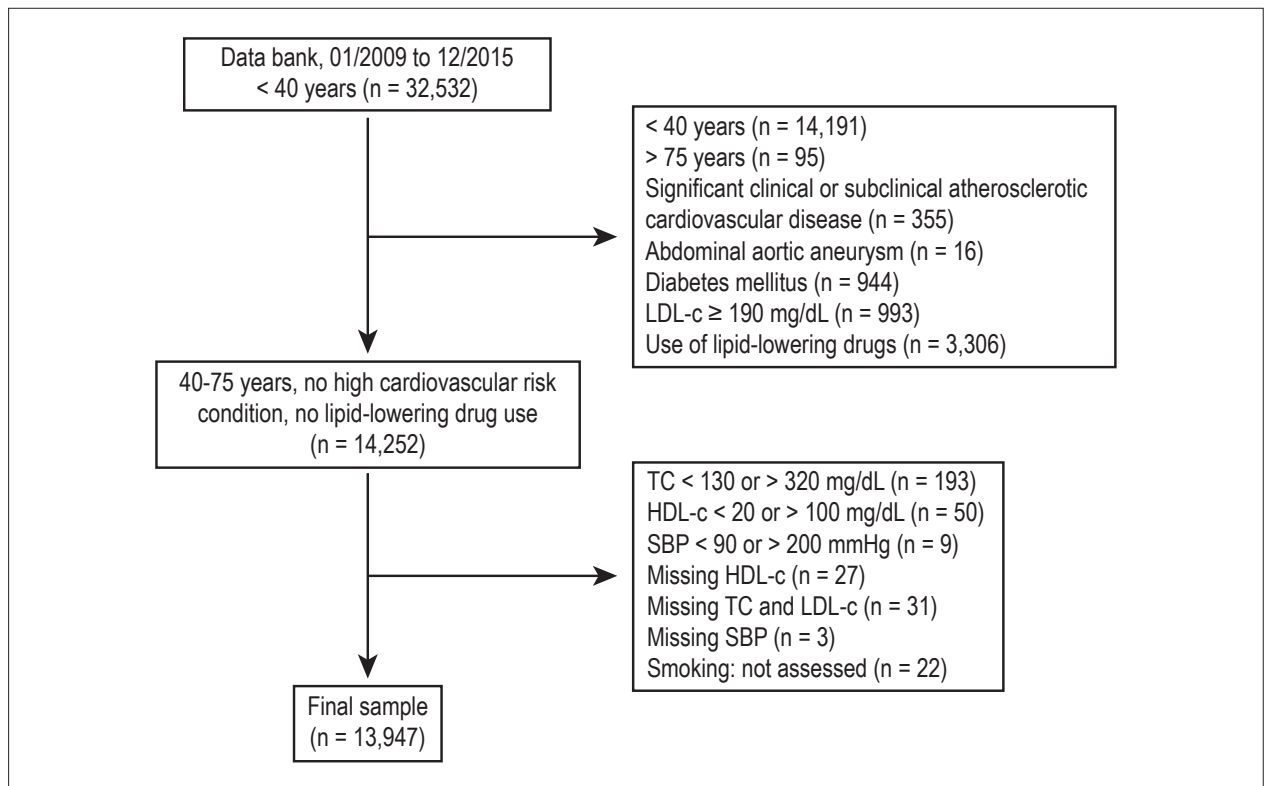 Data bank, 01/2009 to 12/2015
< 40 years (n = 32,532)
< 40 years (n = 14,191)
> 75 years (n = 95)
Significant clinical or subclinical atherosclerotic
cardiovascular disease (n = 355)
Abdominal aortic aneurysm (n = 16)
Diabetes mellitus (n = 944)
LDL-c ≥ 190 mg/dL (n = 993)
Use of lipid-lowering drugs (n = 3,306)
40-75 years, no high cardiovascular risk
condition, no lipid-lowering drug use
(n = 14,252)
TC < 130 or > 320 mg/dL (n = 193)
HDL-c < 20 or > 100 mg/dL (n = 50)
SBP < 90 or > 200 mmHg (n = 9)
Missing HDL-c (n = 27)
Missing TC and LDL-c (n = 31)
Missing SBP (n = 3)
Smoking: not assessed (n = 22)
Final sample
(n = 13,947)